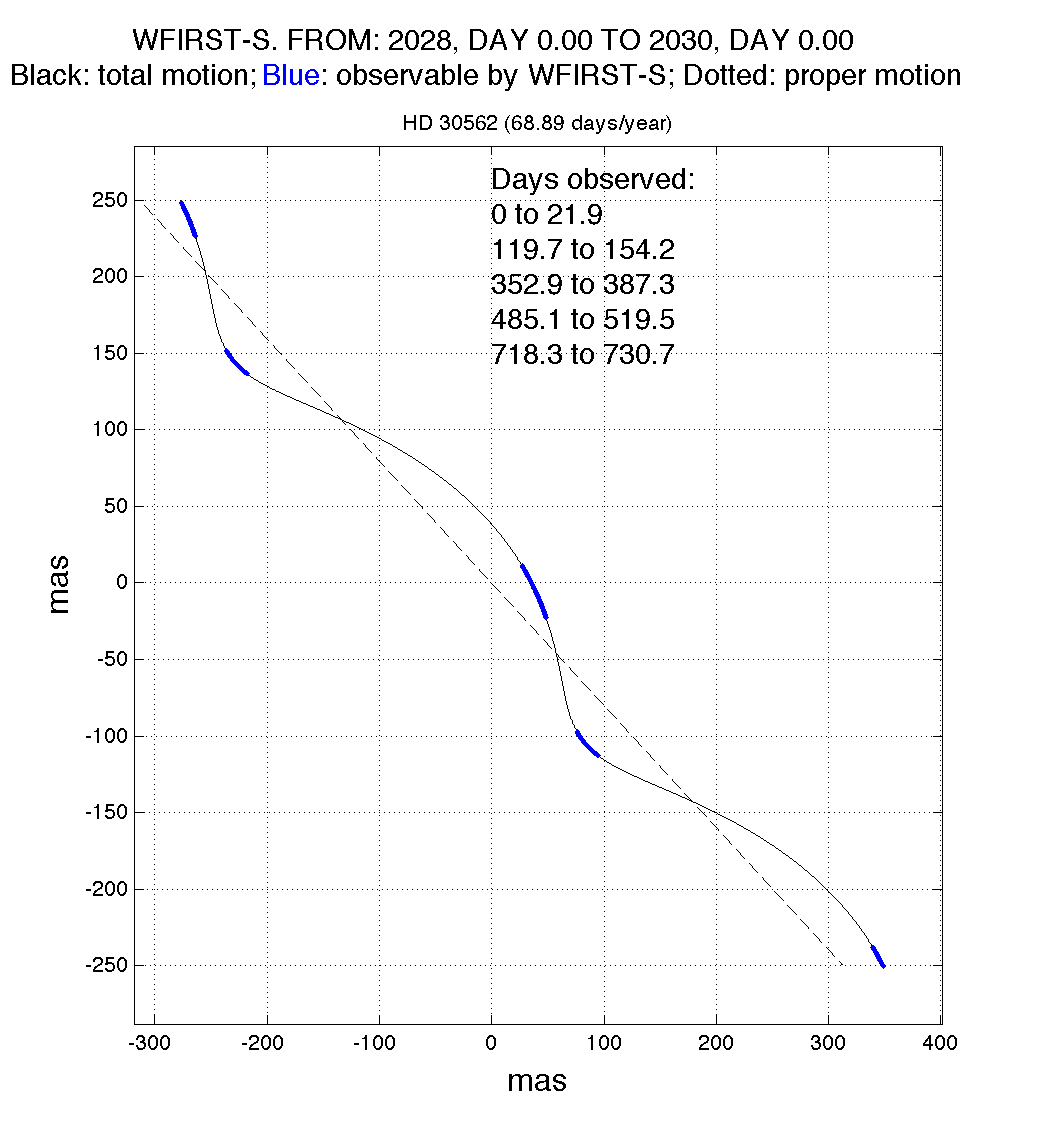 WFIRST-S. FROM: 2028, DAY 0.00 TO 2030, DAY 0.00
Black: total motion; Blue: observable by WFIRST-S; Dotted: proper motion
HD 30562 (68.89 days/year)
Days observed:
0 to 21.9
119.7 to 154.2
352.9 to 387.3
485.1 to 519.5
718.3 to 730.7
250
200
150
100
50
0
-50
-100
-150
-200
-250
mas
-300 -200 -100 0 100 200 300 400
mas